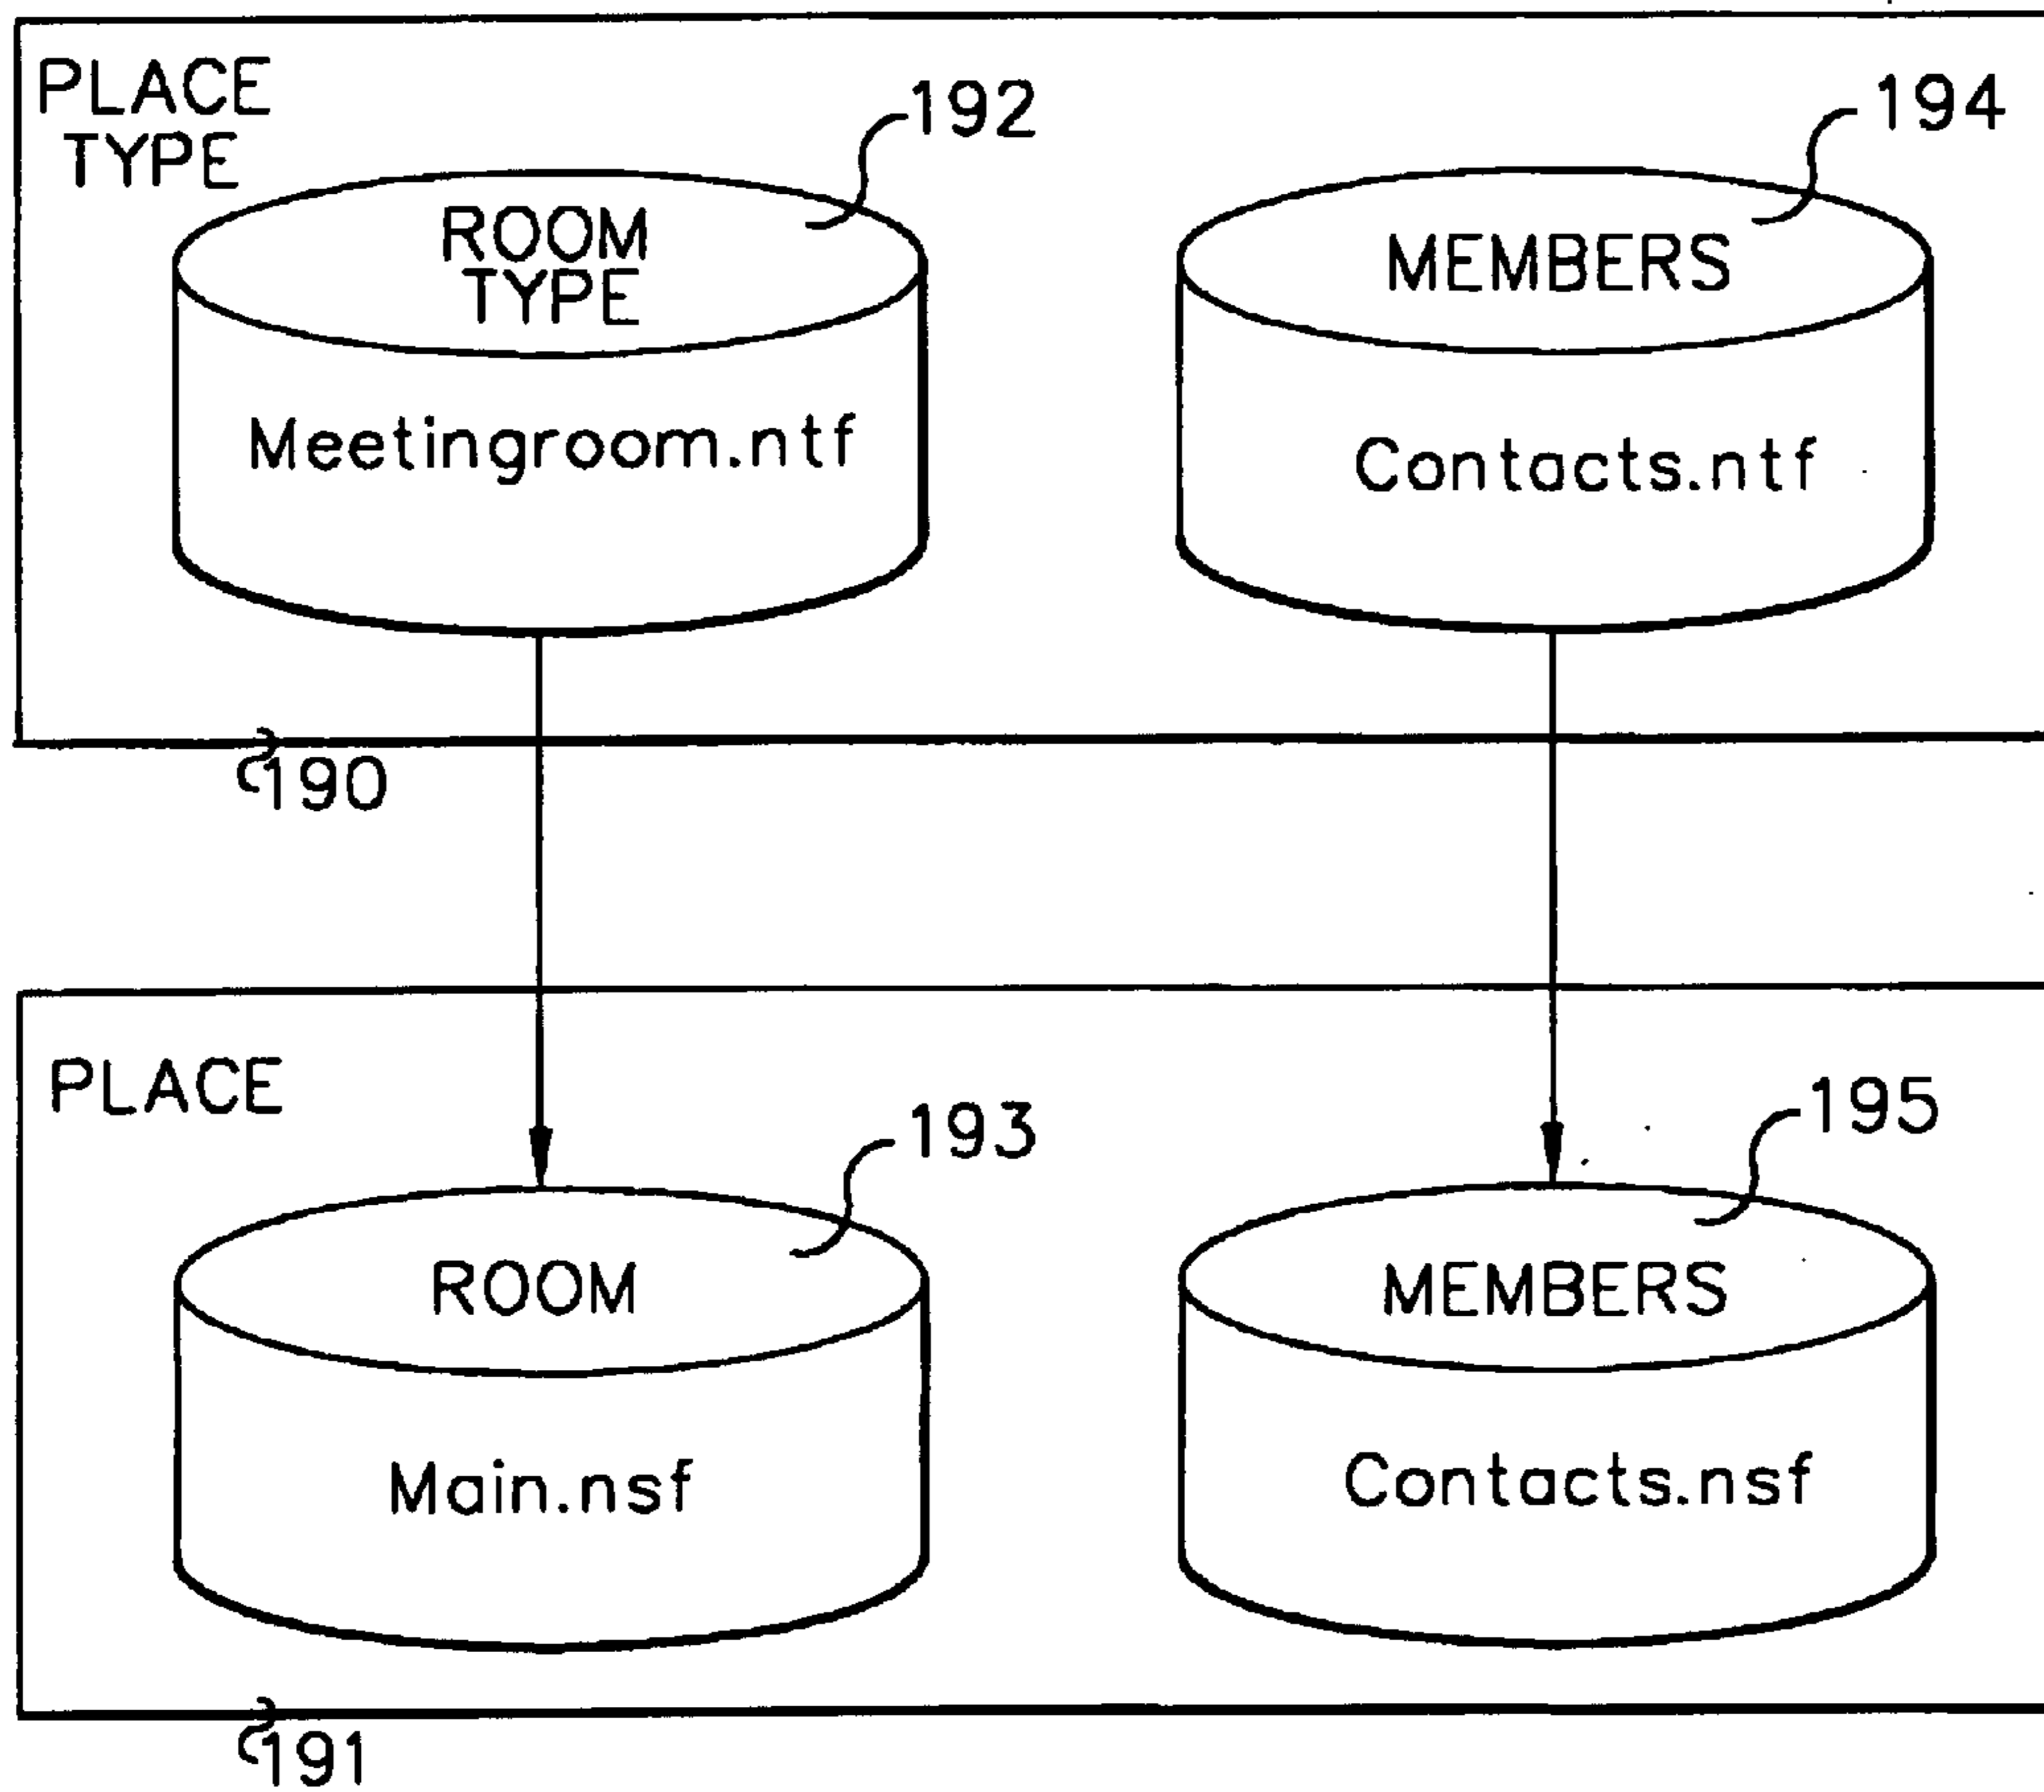 PLACE
TYPE
192
194
ROOM
TYPE
MEMBERS
Meetingroom.ntf
Contacts.ntf
190
PLACE
193
195
ROOM
MEMBERS
Main.nsf
Contacts.nsf
191